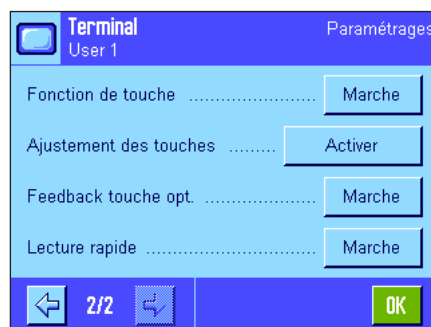 Terminal Paramétrages
User 1
Fonction de touche ........................ Marche
Ajustement des touches ......... Activer
Feedback touche opt. ..................... Marche
Lecture rapide ................................ Marche
2/2 OK